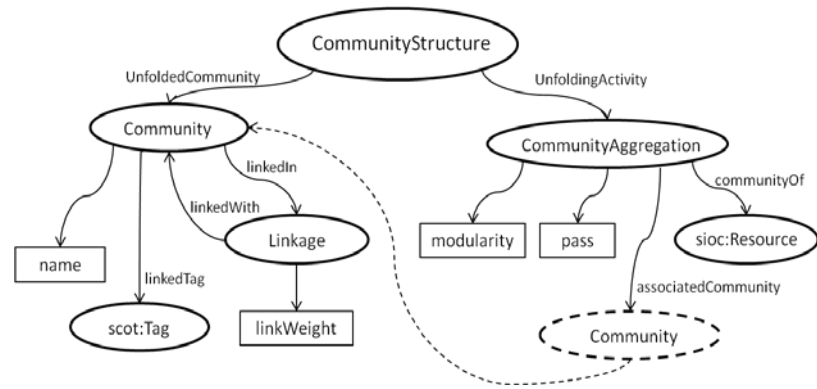 CommunityStructure
UnfoldedCommunity
UnfoldingActivity
Community
CommunityAggregation
linkedIn
communityOf
linkedWith
modularity
pass
sioc:Resource
Linkage
name
linkedTag
associatedCommunity
scot:Tag
linkWeight
Community